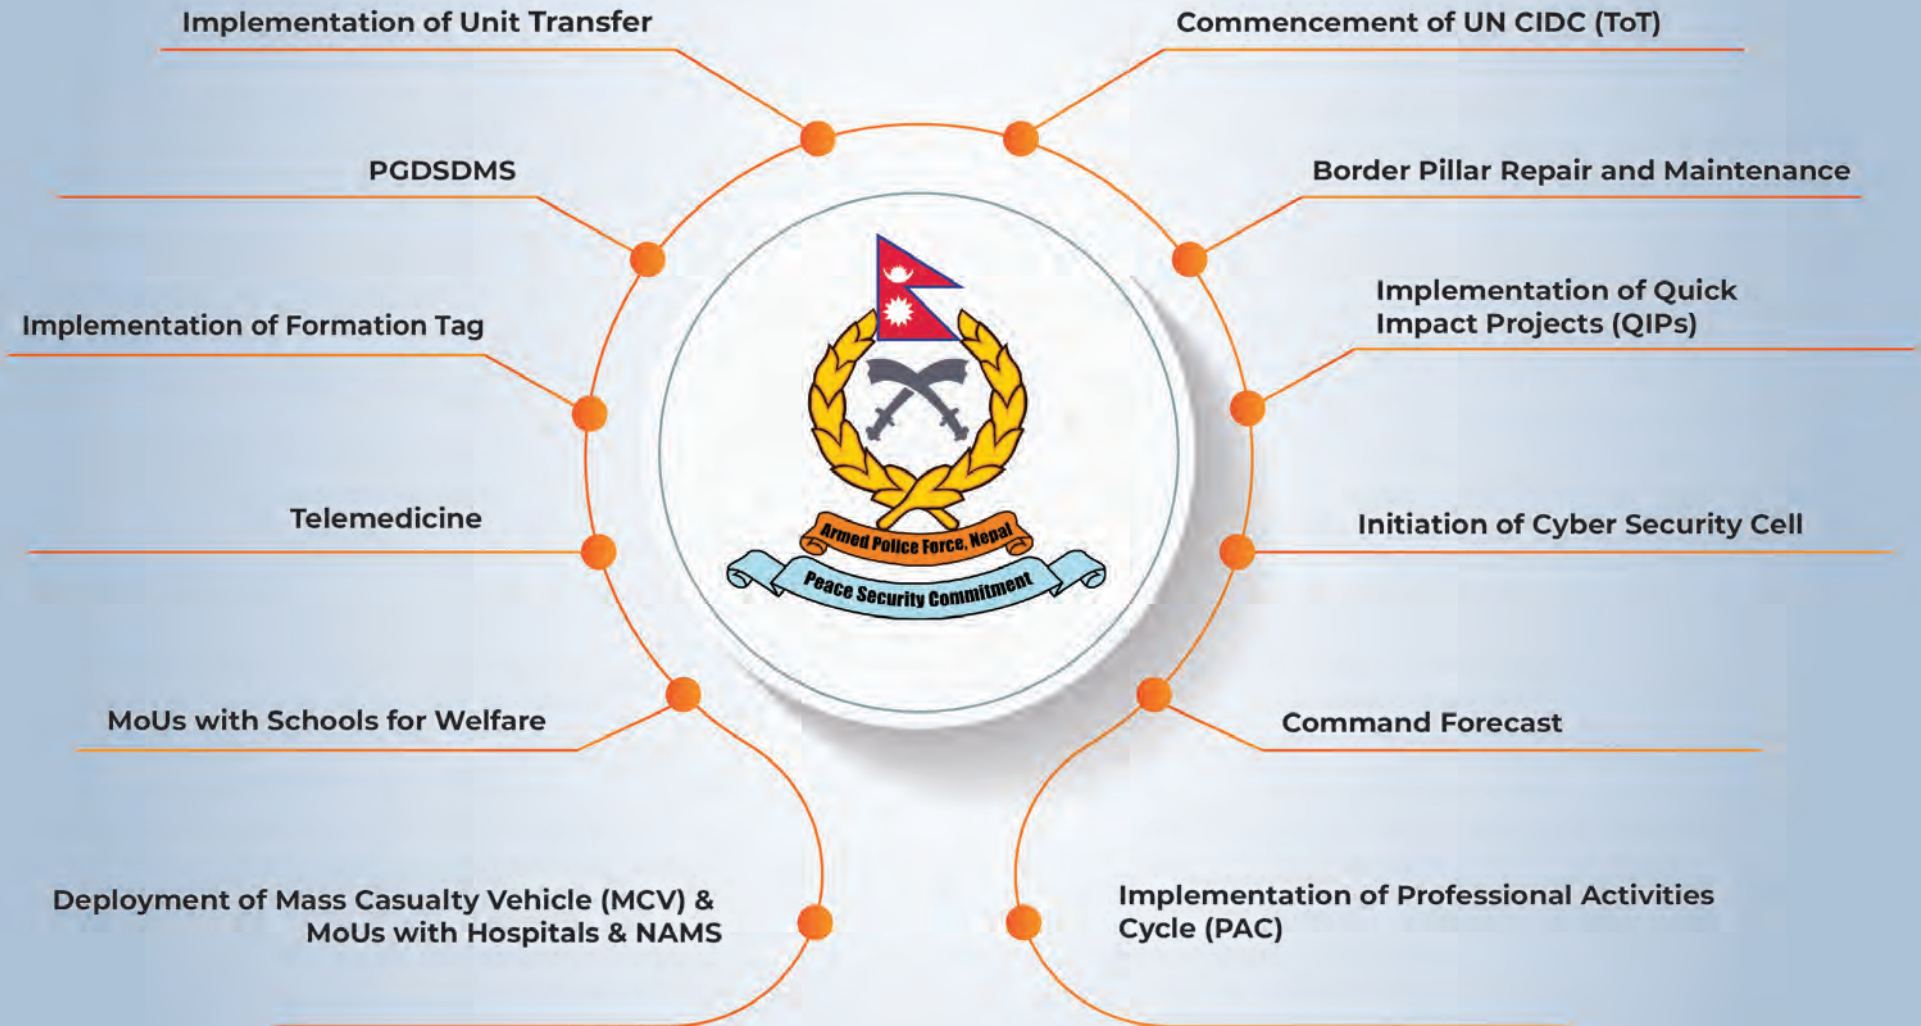 Implementation of Unit Transfer
PGDSDMS
Implementation of Formation Tag
Telemedicine
MoUs with Schools for Welfare
Deployment of Mass Casualty Vehicle (MCV) &
MoUs with Hospitals & NAMS
Armed Police Force, Nepal
Peace Security Commitment
Commencement of UN CIDC (ToT)
Border Pillar Repair and Maintenance
Implementation of Quick
Impact Projects (QIPs)
Initiation of Cyber Security Cell
Command Forecast
Implementation of Professional Activities
Cycle (PAC)